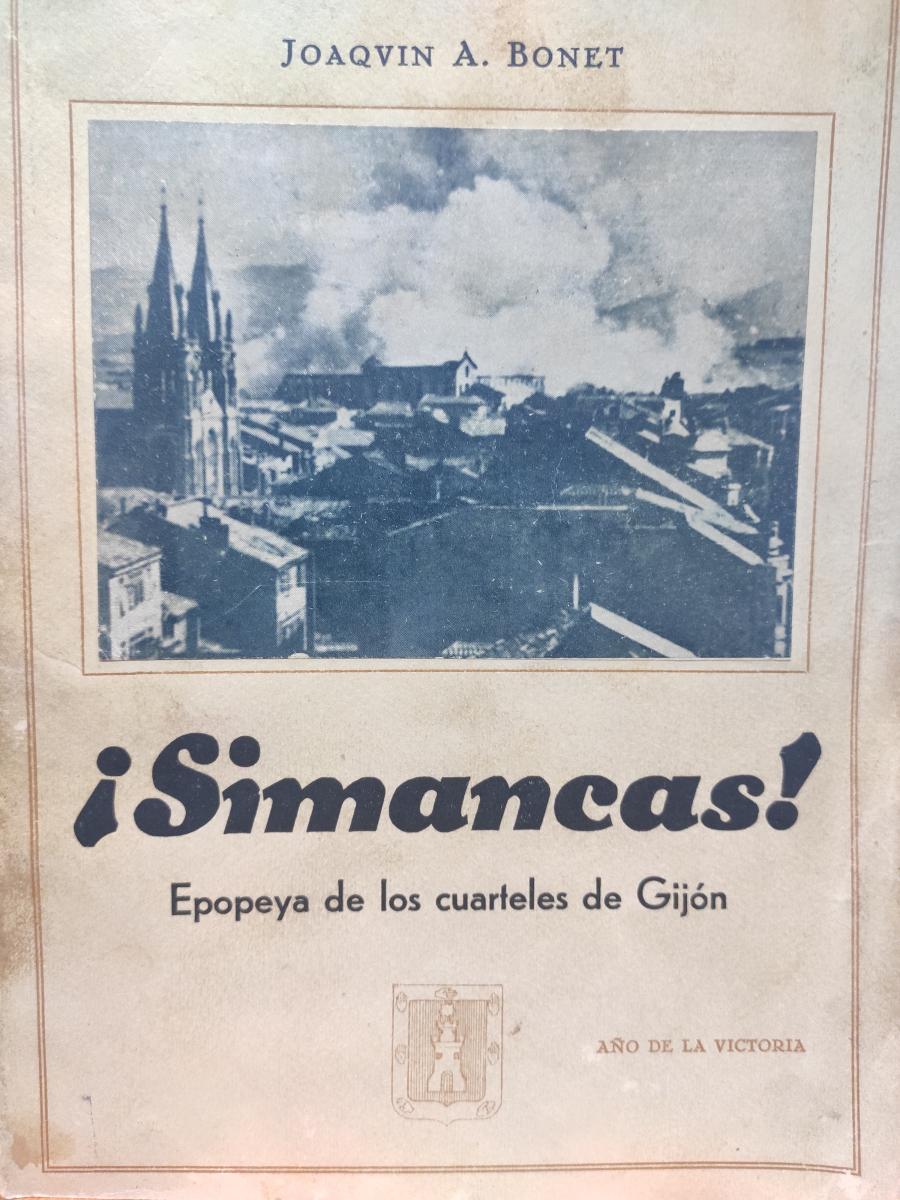 JOAQVIN A. BONET
¡Simancas!
Epopeya de los cuarteles de Gijón
AÑO DE LA VICTORIA